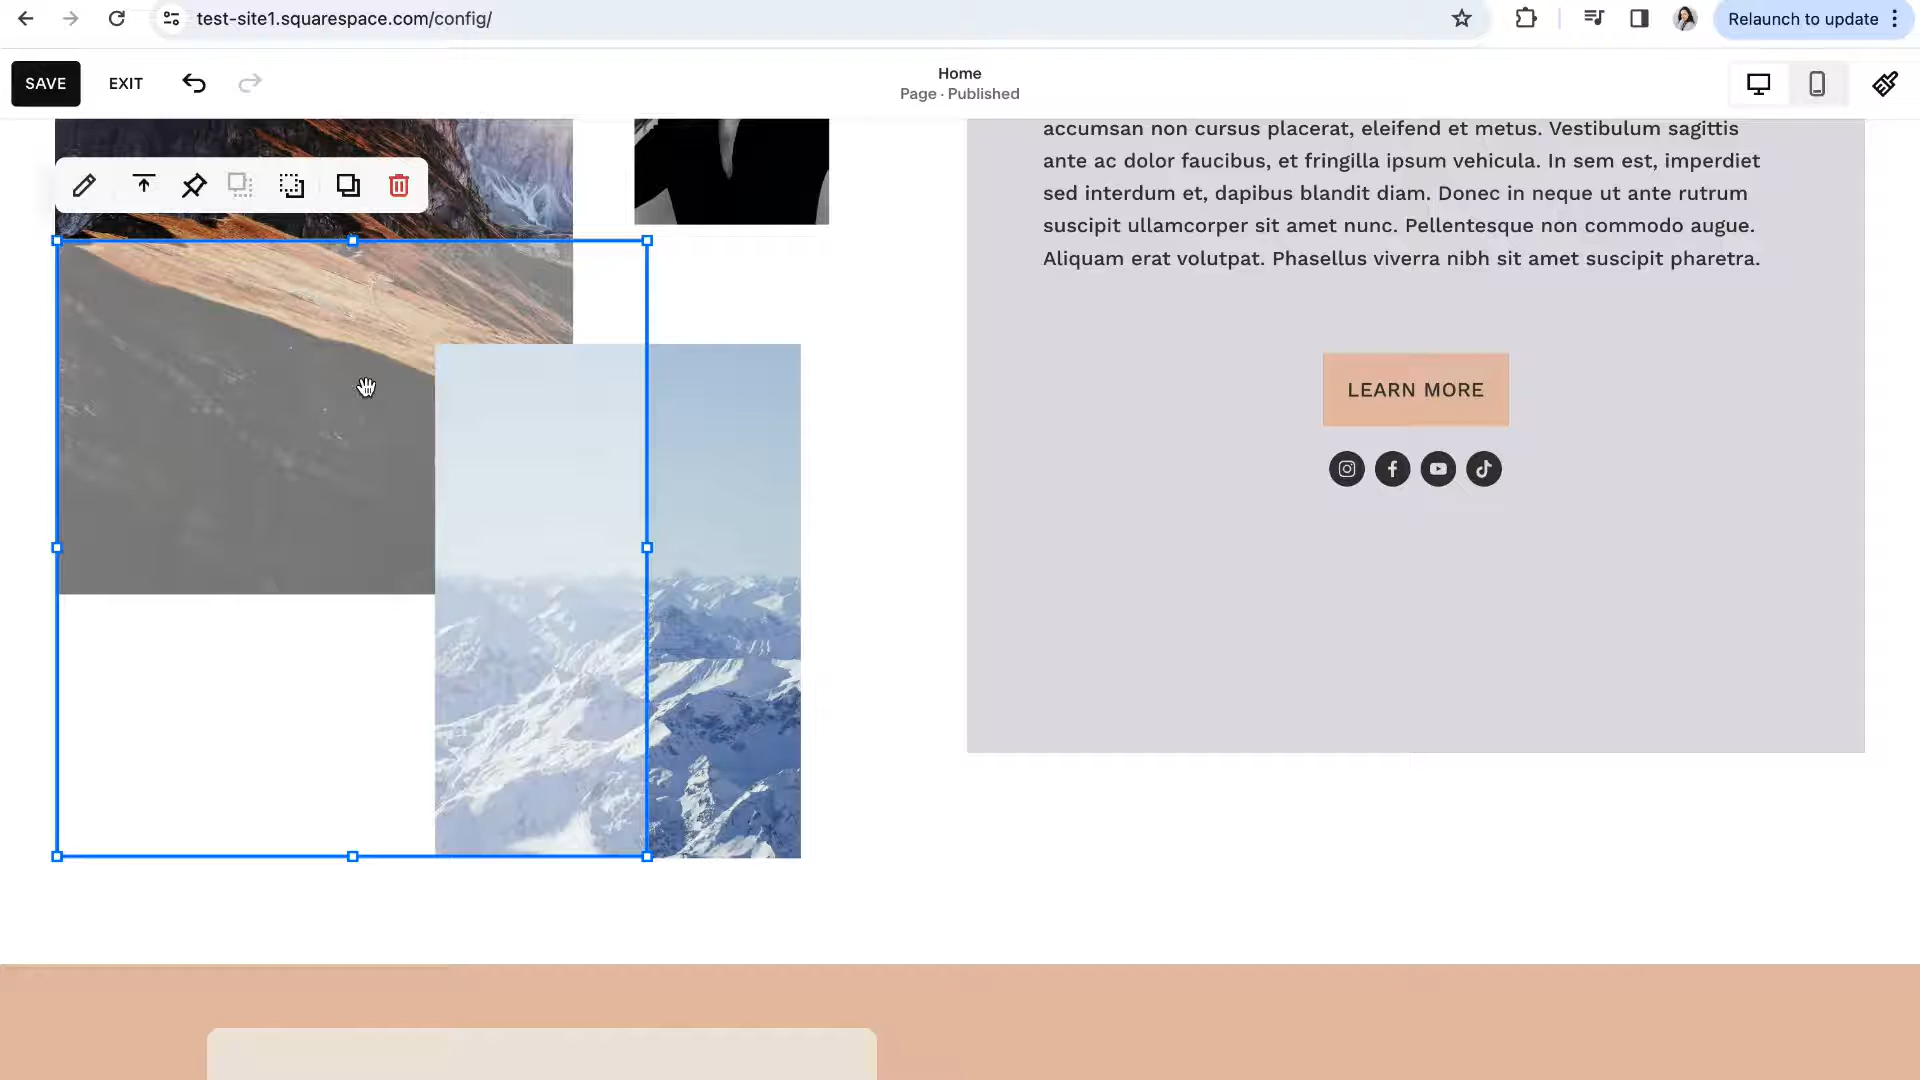 test-site1.squarespace.com/config/
Relaunch to update
SAVE
EXIT
Home
Page · Published
accumsan non cursus placerat, eleifend et metus. Vestibulum sagittis
ante ac dolor faucibus, et fringilla ipsum vehicula. In sem est, imperdiet
sed interdum et, dapibus blandit diam. Donec in neque ut ante rutrum
suscipit ullamcorper sit amet nunc. Pellentesque non commodo augue.
Aliquam erat volutpat. Phasellus viverra nibh sit amet suscipit pharetra.
LEARN MORE